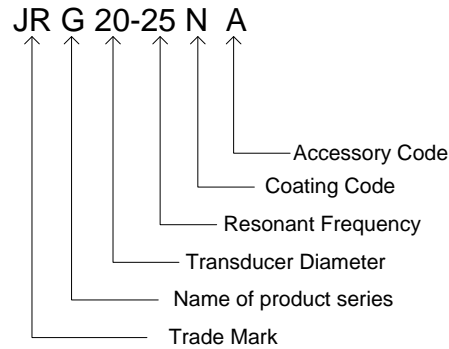 JR G 20-25 N A
Accessory Code
Coating Code
Resonant Frequency
Transducer Diameter
Name of product series
Trade Mark